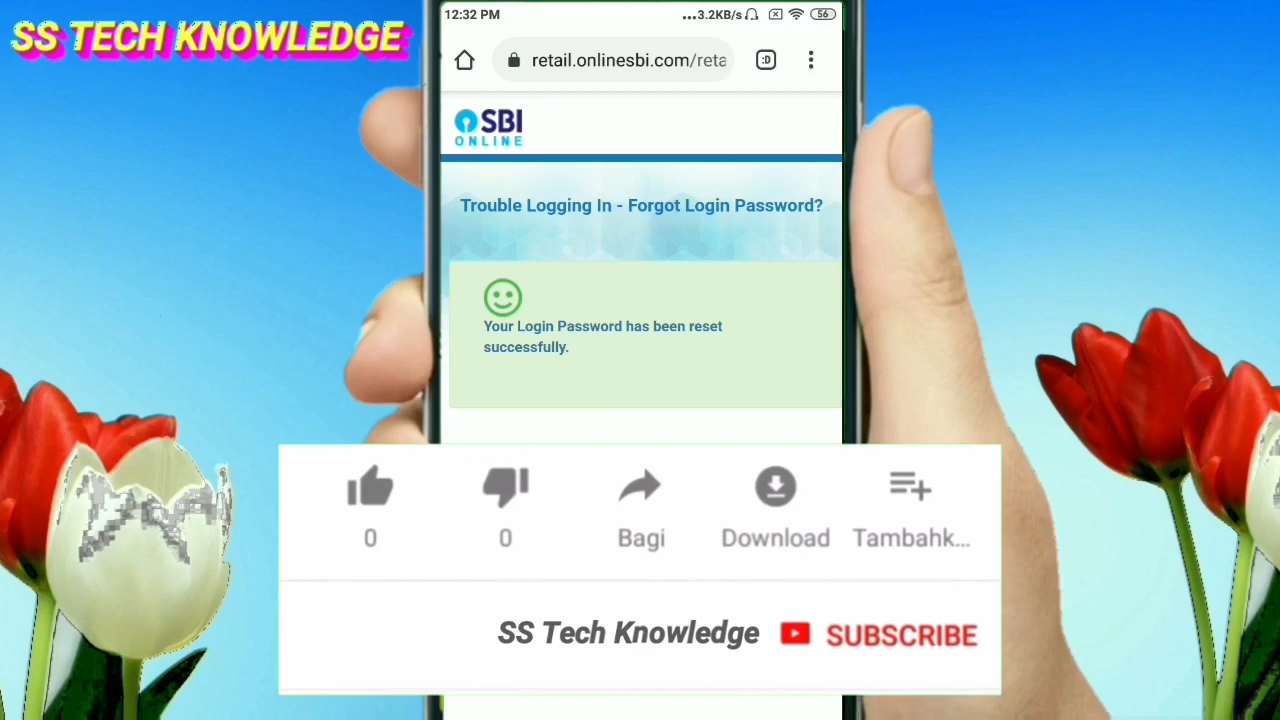 SS TECH KNOWLEDGE
12:32 PM
...3.2KB/s
56
retail.onlinesbi.com/reta
:D
SBI
ONLINE
Trouble Logging In - Forgot Login Password?
Your Login Password has been reset
successfully.
0
0
Bagi
Download
Tambahk...
SS Tech Knowledge
SUBSCRIBE